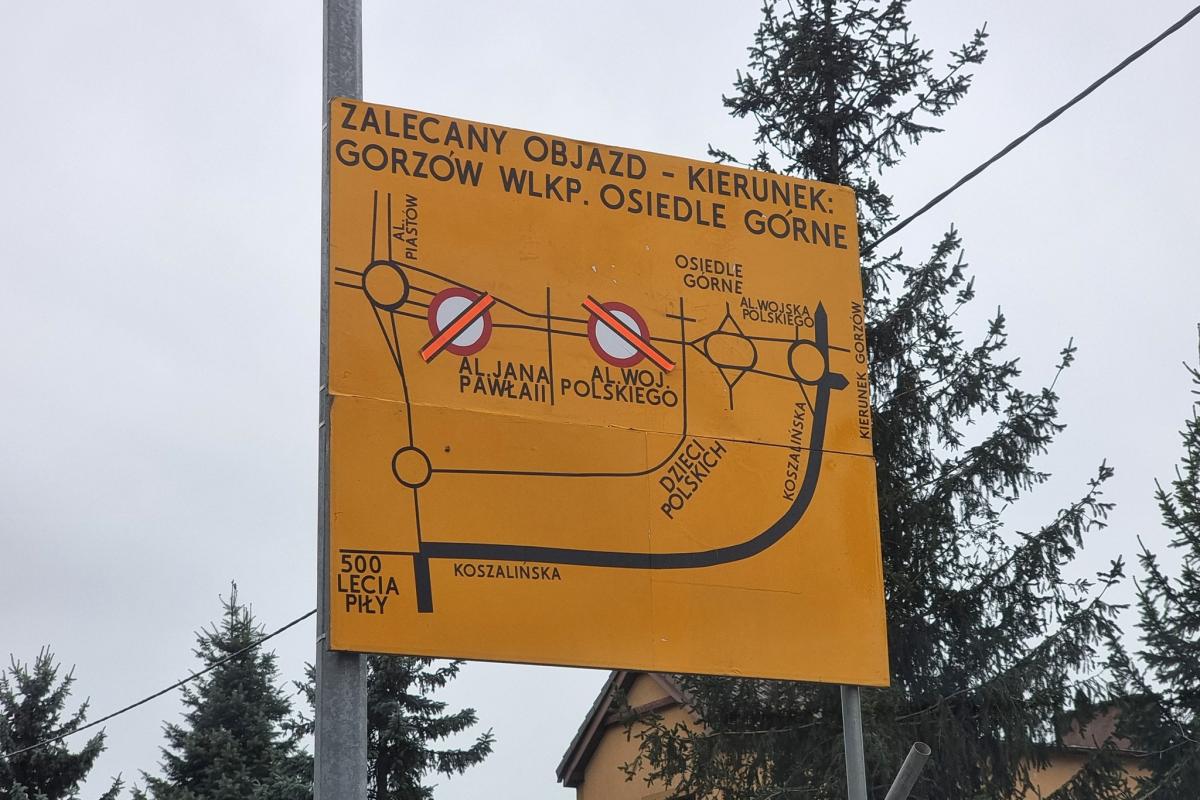 ZALECANY OBJAZD - KIERUNEK:
GORZÓW WLKP. OSIEDLE GÓRNE
AL.
PIASTÓW
OSIEDLE
GÓRNE
AL.WOJSKA
POLSKIEGO
KIERUNEK GORZÓW
AL.JANA
PAWŁA II
AL.WOJ.
POLSKIEGO
DZIECI
POLSKICH
KOSZALIŃSKA
500
LECIA
PIŁY
KOSZALIŃSKA